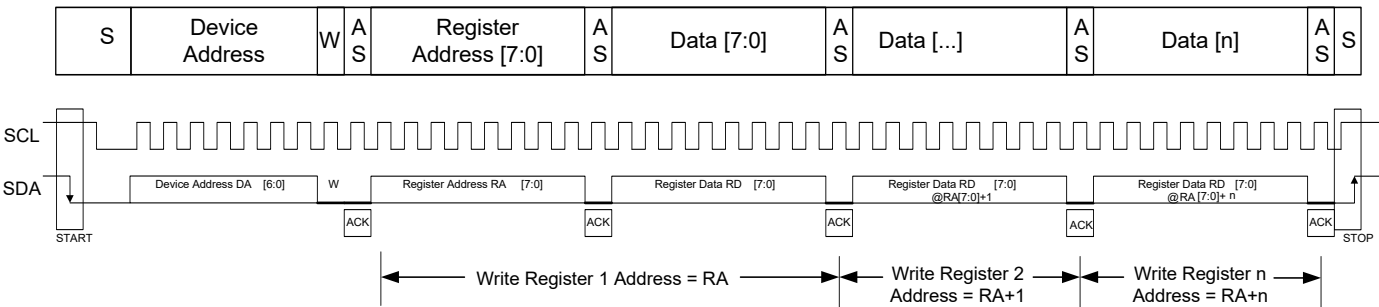 S
Device
Address
W
A
S
Register
Address [7:0]
A
S
Data [7:0]
A
S
Data [...]
A
S
Data [n]
A
S
S
SCL
SDA
Device Address DA [6:0]
W
Register Address RA [7:0]
Register Data RD [7:0]
Register Data RD [7:0]
@RA[7:0]+1
Register Data RD [7:0]
@RA[7:0]+ n
START
ACK
ACK
ACK
ACK
ACK
STOP
Write Register 1 Address = RA
Write Register 2
Address = RA+1
Write Register n
Address = RA+n